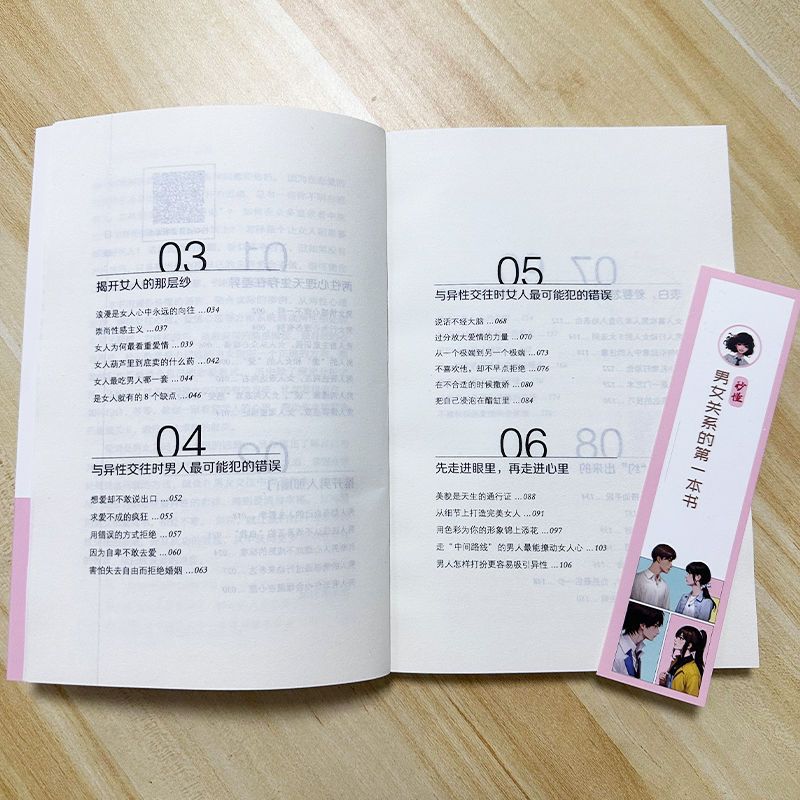 03
揭开女人的那层纱
浪漫是女人心中永远的向往 ...034
崇尚性感主义 ...037
女人为何最看重爱情 ...039
女人葫芦里到底卖的什么药 ...042
女人最吃男人哪一套 ...044
是女人就有的8个缺点 ...046
04
与异性交往时男人最可能犯的错误
想爱却不敢说出口 ...052
求爱不成的疯狂 ...055
用错误的方式拒绝 ...057
因为自卑不敢去爱 ...060
害怕失去自由而拒绝婚姻 ...063
05
与异性交往时女人最可能犯的错误
说话不经大脑 ...068
过分放大爱情的力量 ...070
从一个极端到另一个极端 ...073
不喜欢他，却不早点拒绝 ...076
在不合适的时候撒娇 ...080
把自己浸泡在醋缸里 ...084
06
先走进眼里，再走进心里
美貌是天生的通行证 ...088
从细节上打造完美女人 ...091
用色彩为你的形象锦上添花 ...097
走“中间路线”的男人最能撩动女人心 ...103
男人怎样打扮更容易吸引异性 ...106
秒懂
男女关系的第一本书